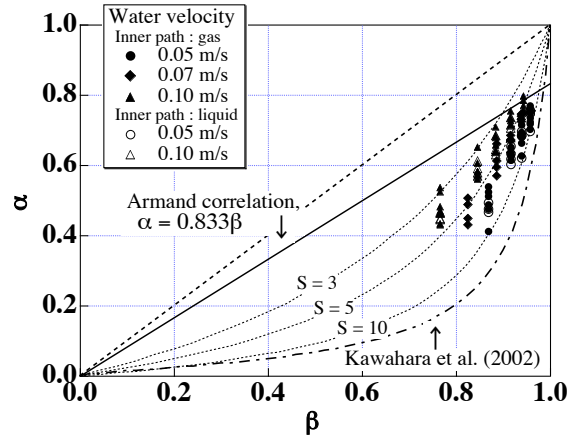 Water velocity
Inner path : gas
0.05 m/s
0.07 m/s
0.10 m/s
Inner path : liquid
0.05 m/s
0.10 m/s
1.0
0.8
0.6
0.4
0.2
0.0
α
Armand correlation,
α = 0.833β
S = 3
S = 5
S = 10
Kawahara et al. (2002)
0.0
0.2
0.4
0.6
0.8
1.0
β